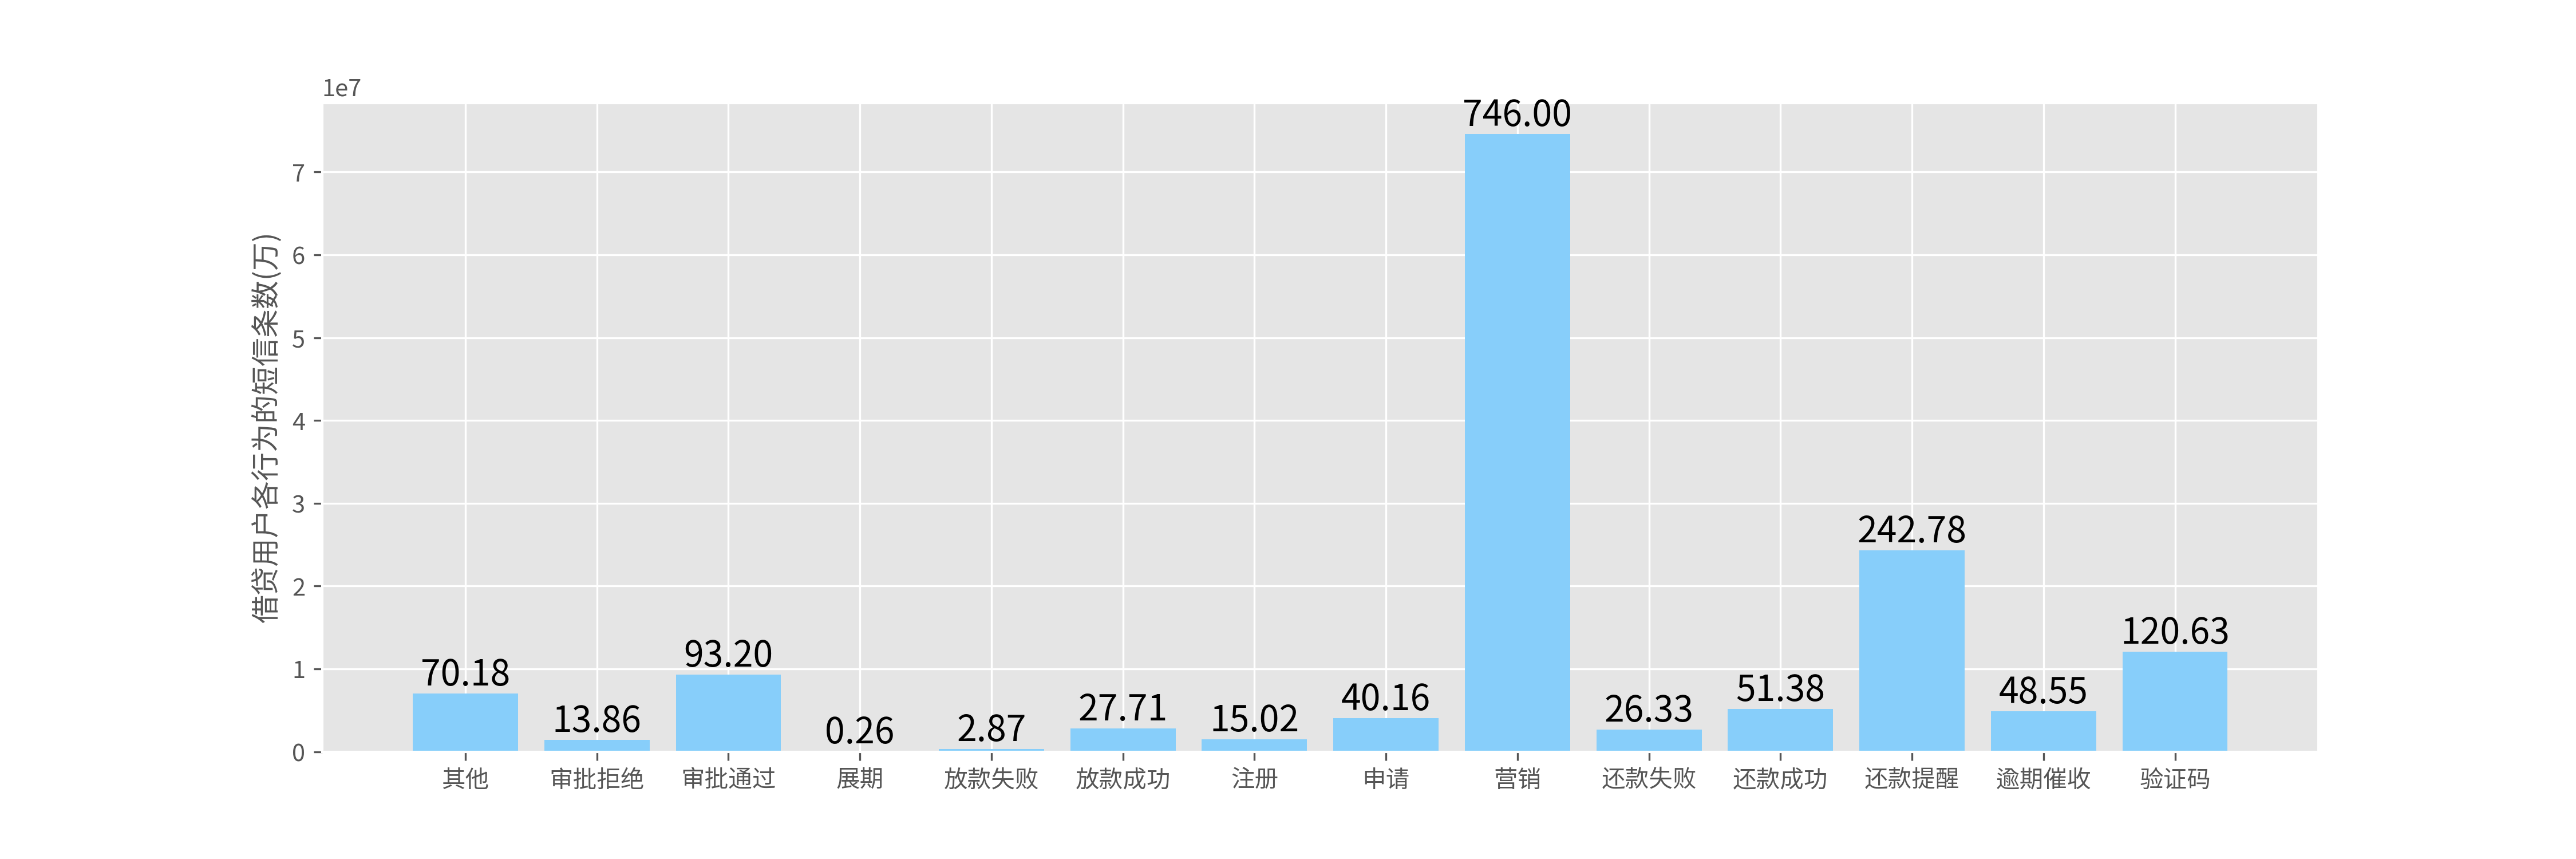 1e7
借贷用户各行为的短信条数(万)
7
6
5
4
3
2
1
0
70.18
13.86
93.20
0.26
2.87
27.71
15.02
40.16
746.00
26.33
51.38
242.78
48.55
120.63
其他
审批拒绝
审批通过
展期
放款失败
放款成功
注册
申请
营销
还款失败
还款成功
还款提醒
逾期催收
验证码